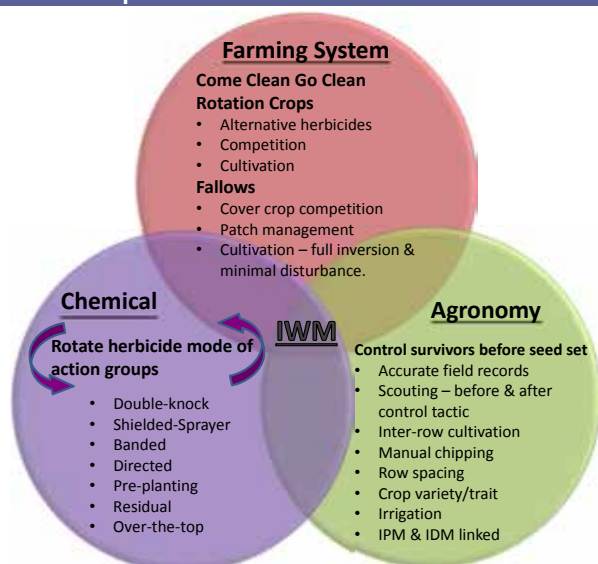 Farming System
Come Clean Go Clean
Rotation Crops
• Alternative herbicides
• Competition
• Cultivation
Fallows
• Cover crop competition
• Patch management
• Cultivation – full inversion &
minimal disturbance.
Chemical
Rotate herbicide mode of
action groups
• Double-knock
• Shielded-Sprayer
• Banded
• Directed
• Pre-planting
• Residual
• Over-the-top
IWM
Agronomy
Control survivors before seed set
• Accurate field records
• Scouting – before & after
control tactic
• Inter-row cultivation
• Manual chipping
• Row spacing
• Crop variety/trait
• Irrigation
• IPM & IDM linked